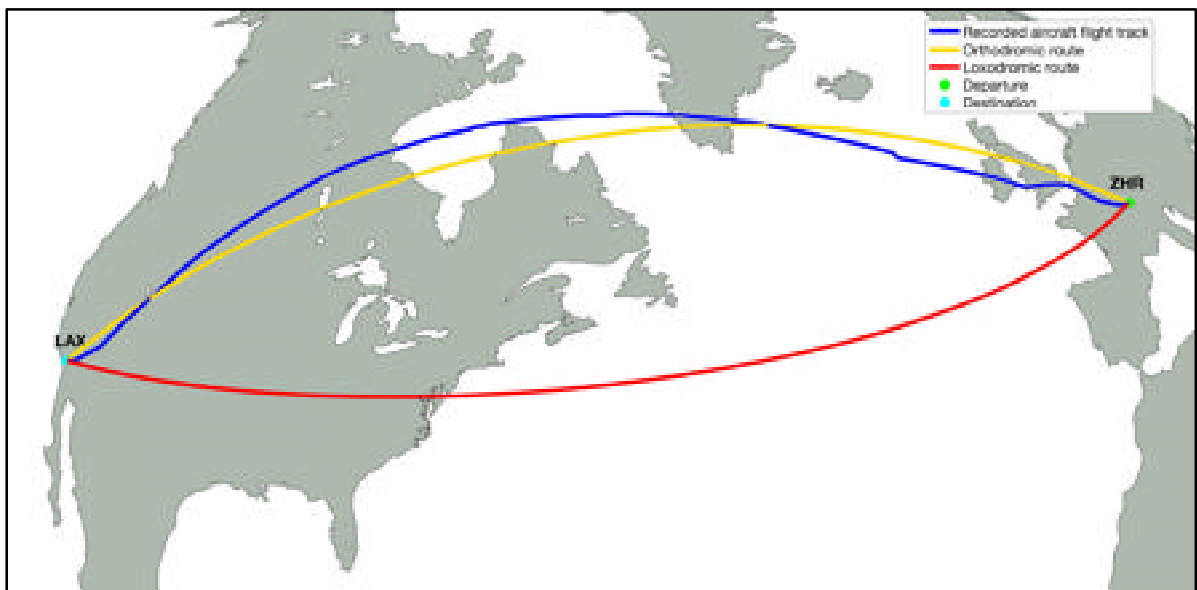 Recorded aircraft flight track
Orthodromic route
Loxodromic route
Departure
Destination
ZHR
LAX